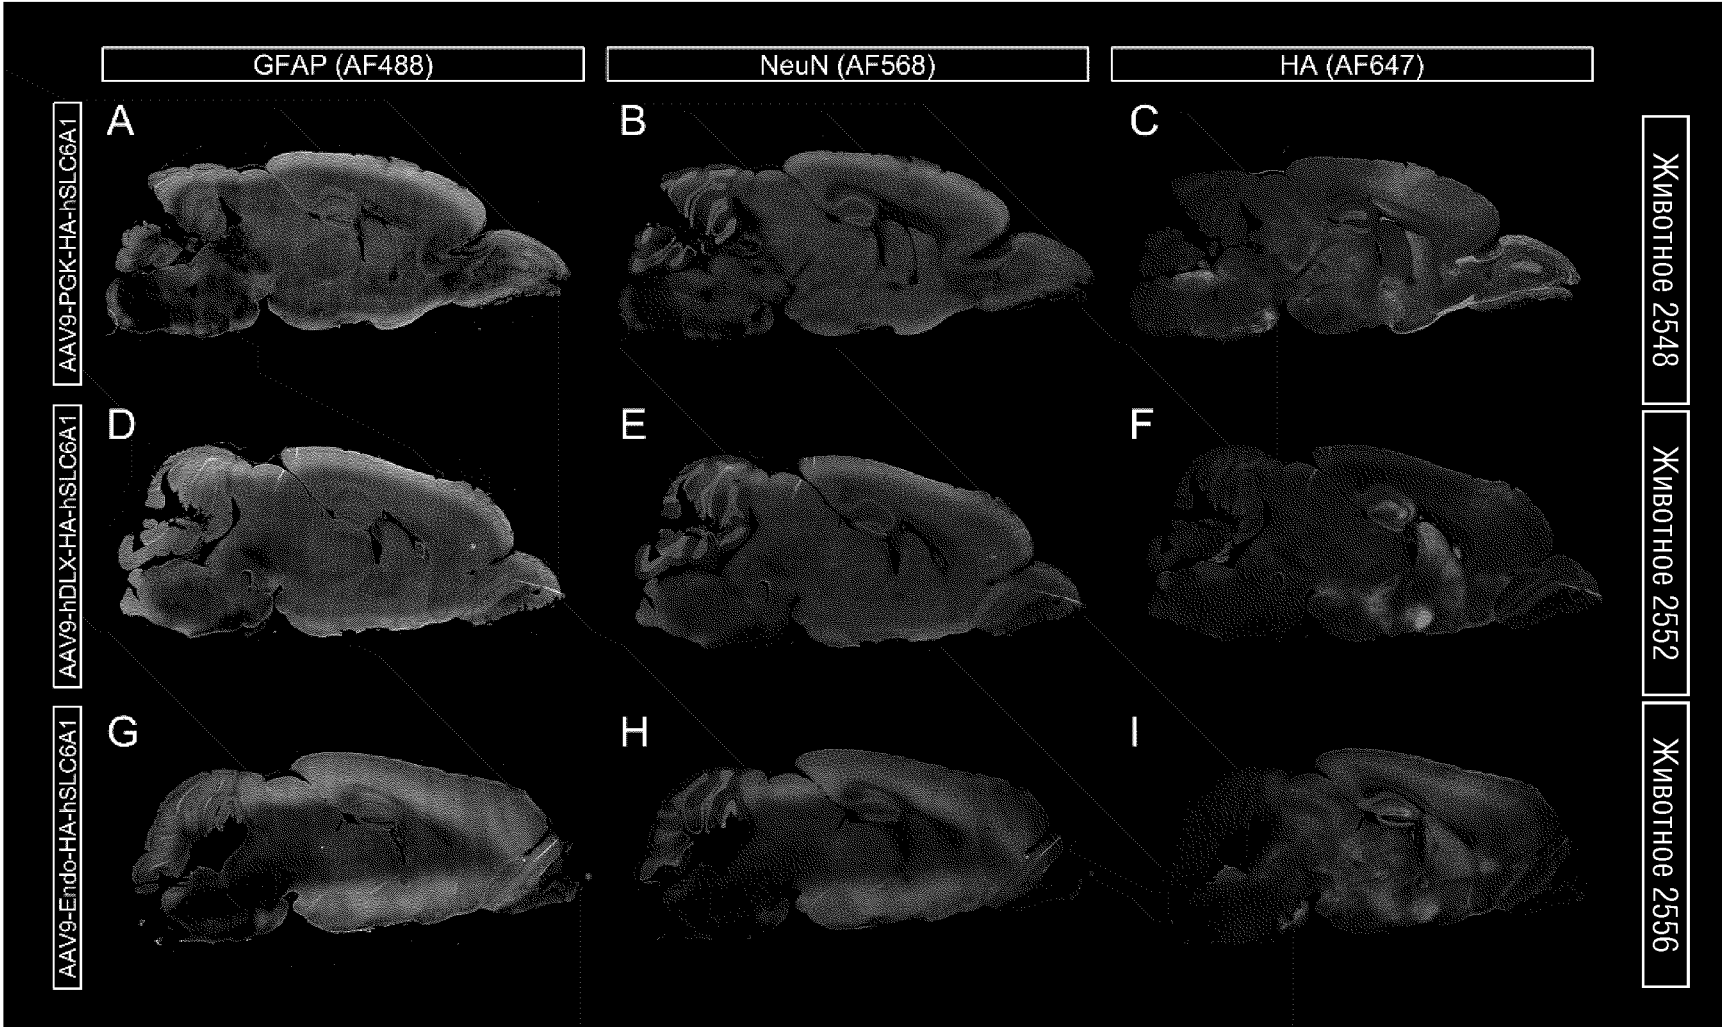 GFAP (AF488)
NeuN (AF568)
HA (AF647)
AAV9-PGK-HA-hSLC6A1
A
B
C
Животное 2548
AAV9-hDLX-HA-hSLC6A1
D
E
F
Животное 2552
AAV9-Endo-HA-hSLC6A1
G
H
I
Животное 2556